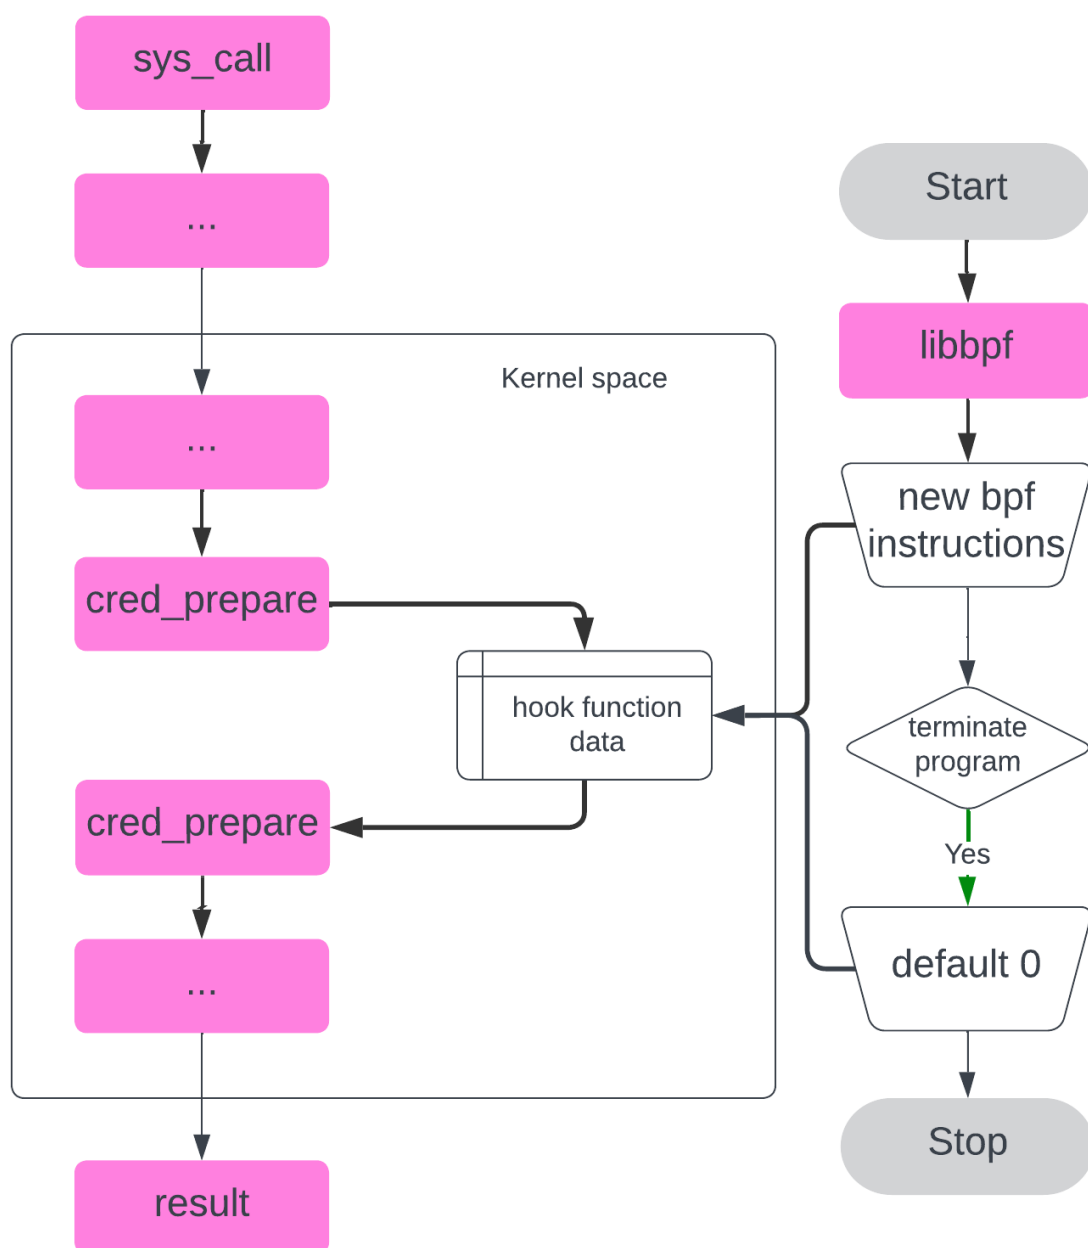 sys_call
...
Kernel space
...
cred_prepare
hook function
data
cred_prepare
...
result
Start
libbpf
new bpf
instructions
terminate
program
Yes
default 0
Stop